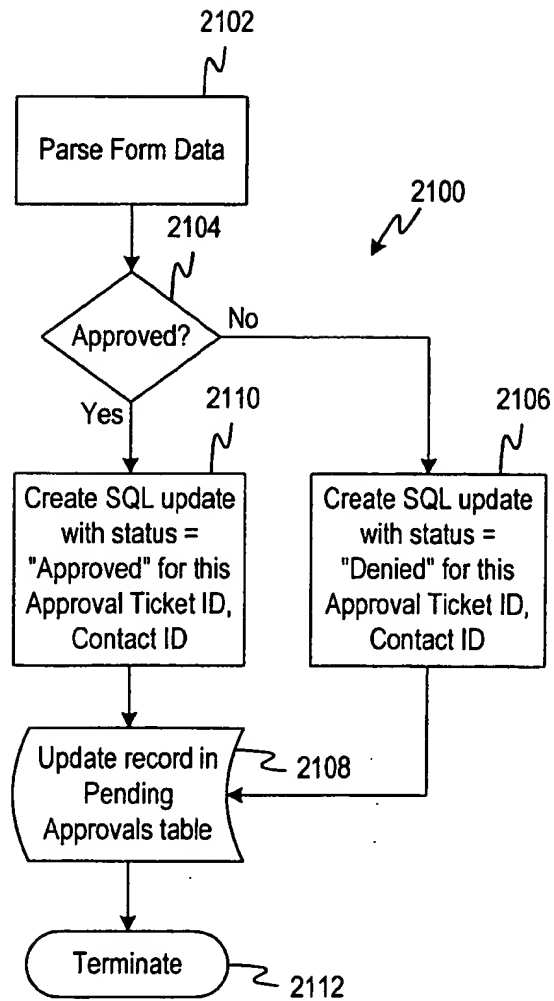 2102
Parse Form Data
2100
2104
Approved?
No
Yes
2110
2106
Create SQL update
with status =
"Approved" for this
Approval Ticket ID,
Contact ID
Create SQL update
with status =
"Denied" for this
Approval Ticket ID,
Contact ID
Update record in
Pending
Approvals table
2108
Terminate
2112